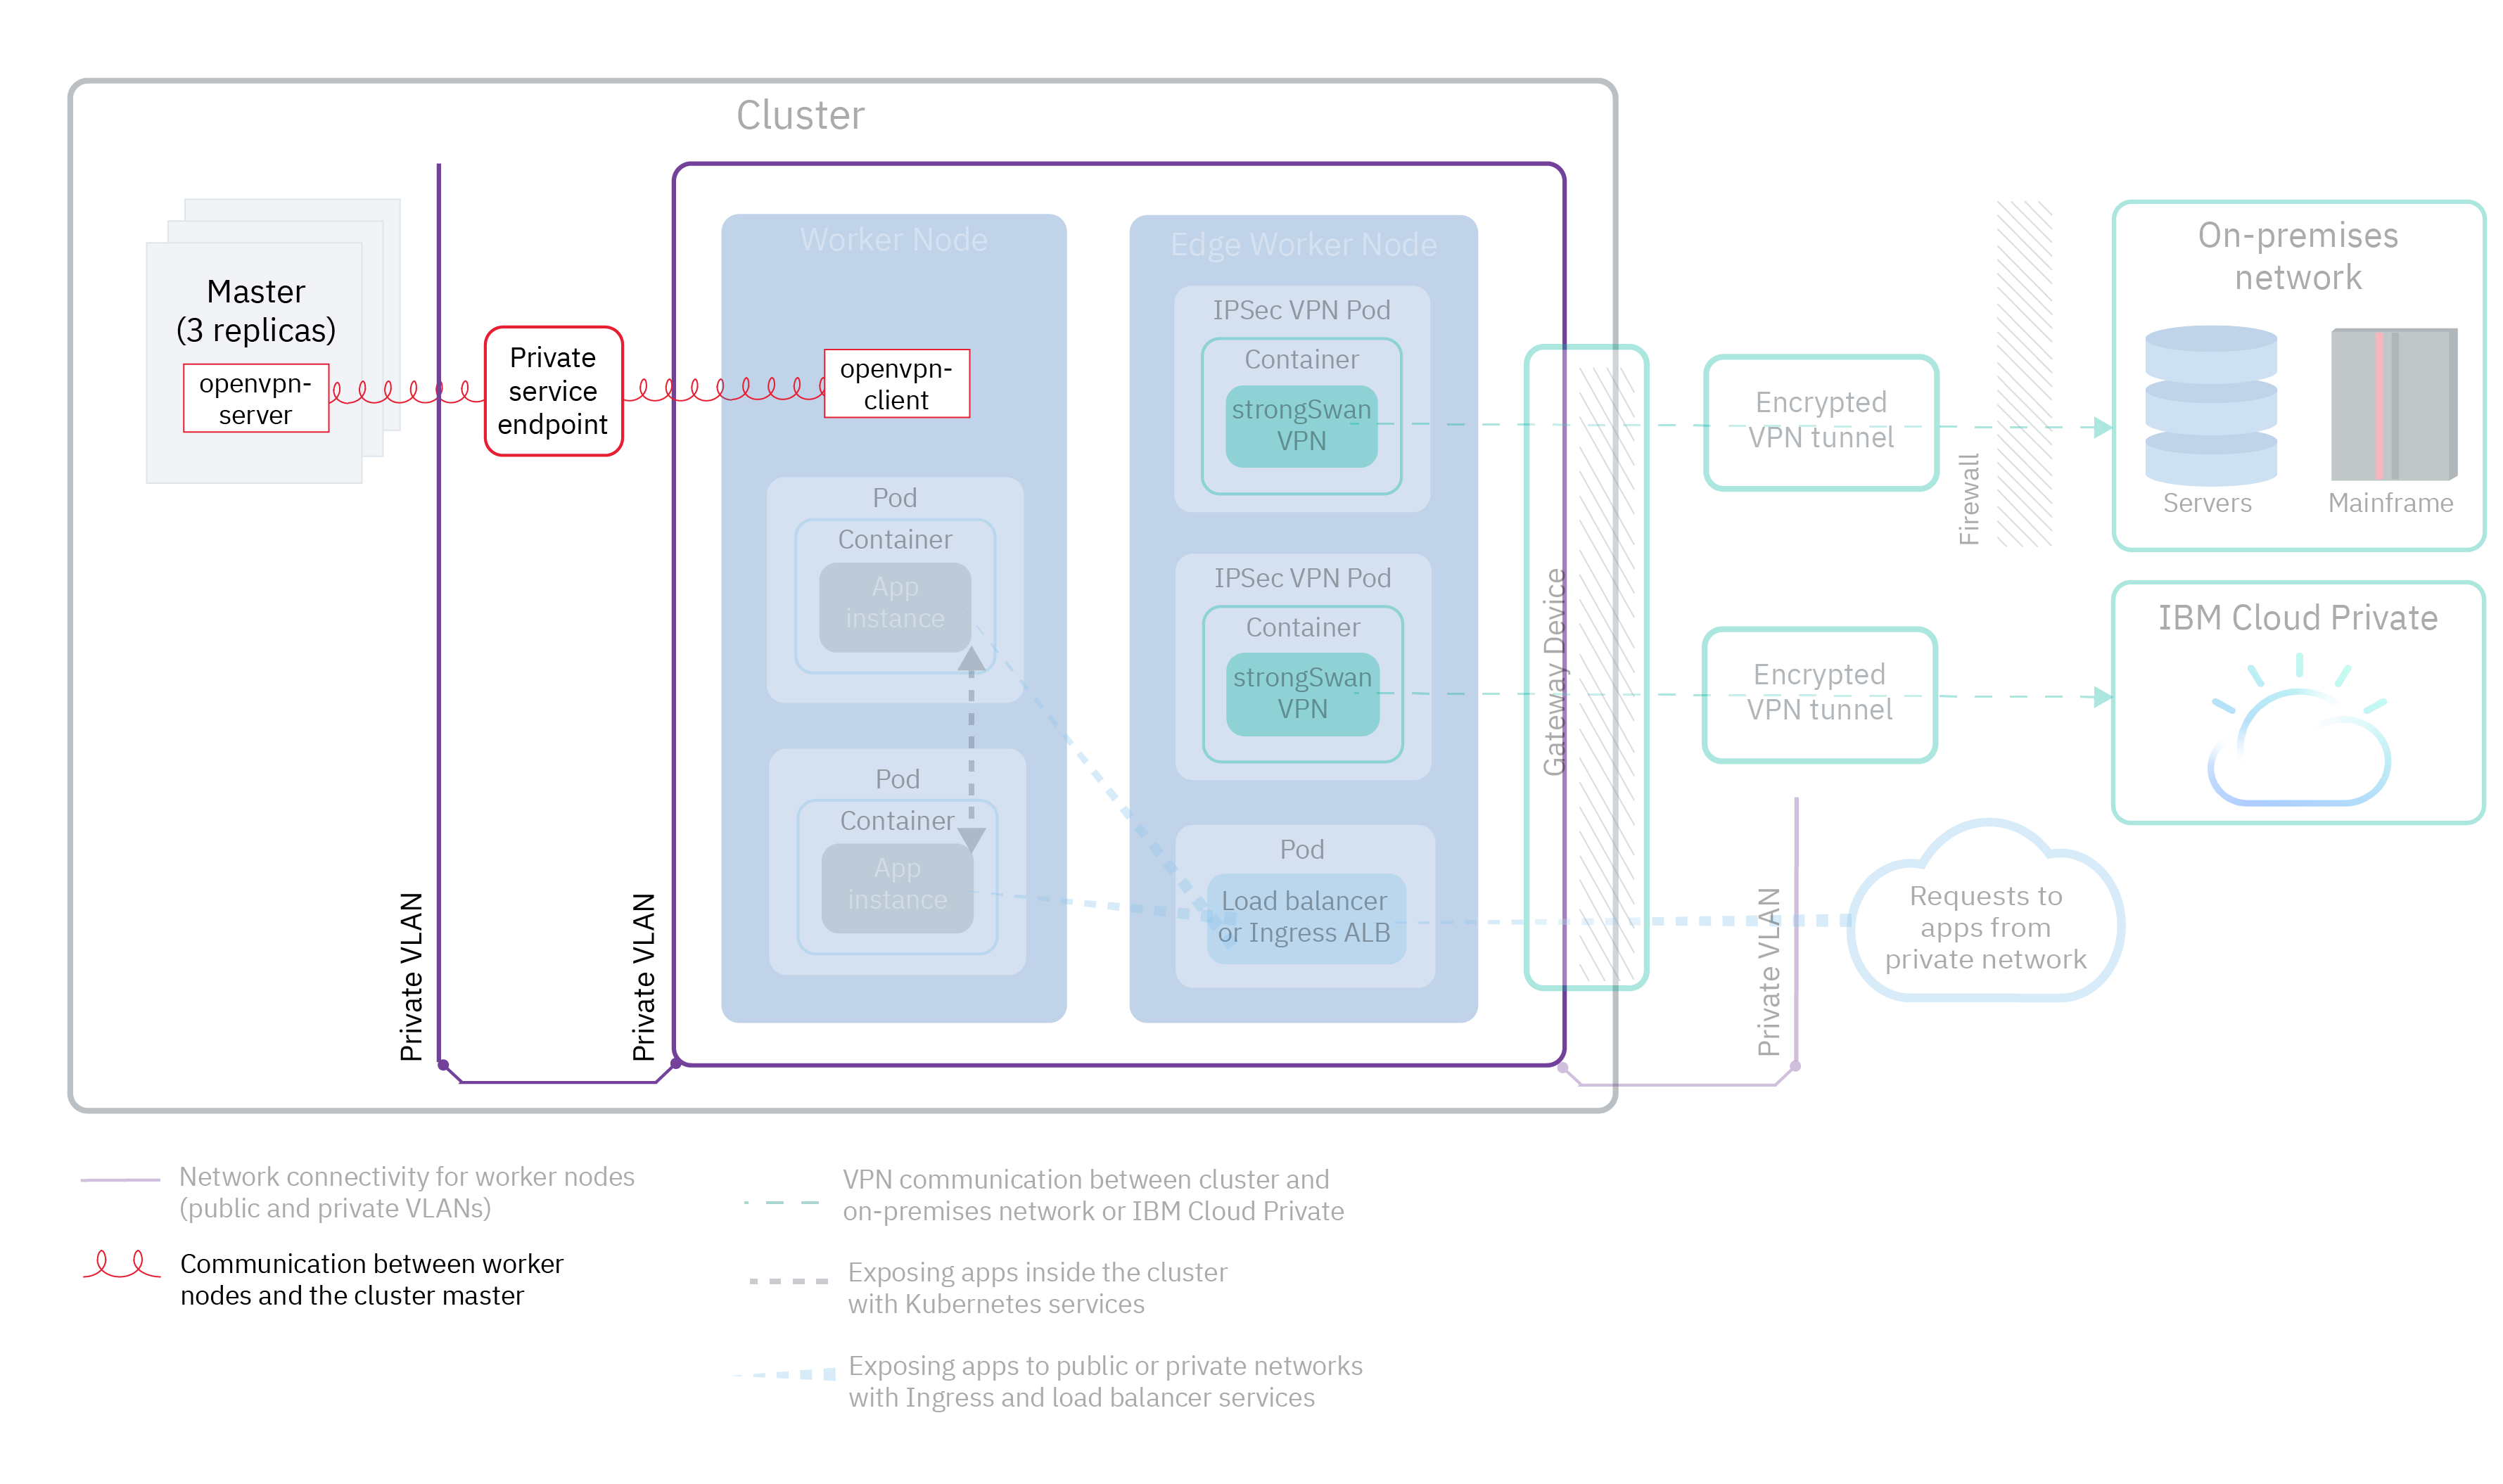 Cluster
Master
(3 replicas)
openvpn-
server
Private
service
endpoint
Private VLAN
Private VLAN
Worker Node
openvpn-
client
Pod
Container
App
instance
Pod
Container
App
instance
Edge Worker Node
IPSec VPN Pod
Container
strongSwan
VPN
IPSec VPN Pod
Container
strongSwan
VPN
Pod
Load balancer
or Ingress ALB
Gateway Device
Encrypted
VPN tunnel
Encrypted
VPN tunnel
Firewall
On-premises
network
Servers
Mainframe
IBM Cloud Private
Private VLAN
Requests to
apps from
private network
Network connectivity for worker nodes
(public and private VLANs)
Communication between worker
nodes and the cluster master
VPN communication between cluster and
on-premises network or IBM Cloud Private
Exposing apps inside the cluster
with Kubernetes services
Exposing apps to public or private networks
with Ingress and load balancer services